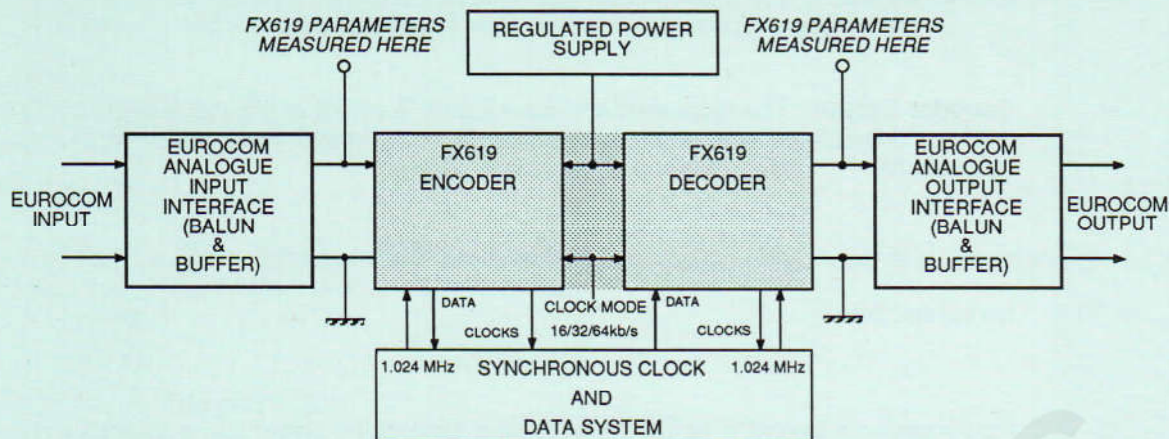 FX619 PARAMETERS
MEASURED HERE
REGULATED POWER
SUPPLY
FX619 PARAMETERS
MEASURED HERE
EUROCOM
INPUT
EUROCOM
ANALOGUE
INPUT
INTERFACE
(BALUN
&
BUFFER)
FX619
ENCODER
FX619
DECODER
EUROCOM
ANALOGUE
OUTPUT
INTERFACE
(BALUN
&
BUFFER)
EUROCOM
OUTPUT
DATA
CLOCKS
CLOCK MODE
16/32/64kb/s
DATA
CLOCKS
1.024 MHz
SYNCHRONOUS CLOCK
AND
DATA SYSTEM
1.024 MHz